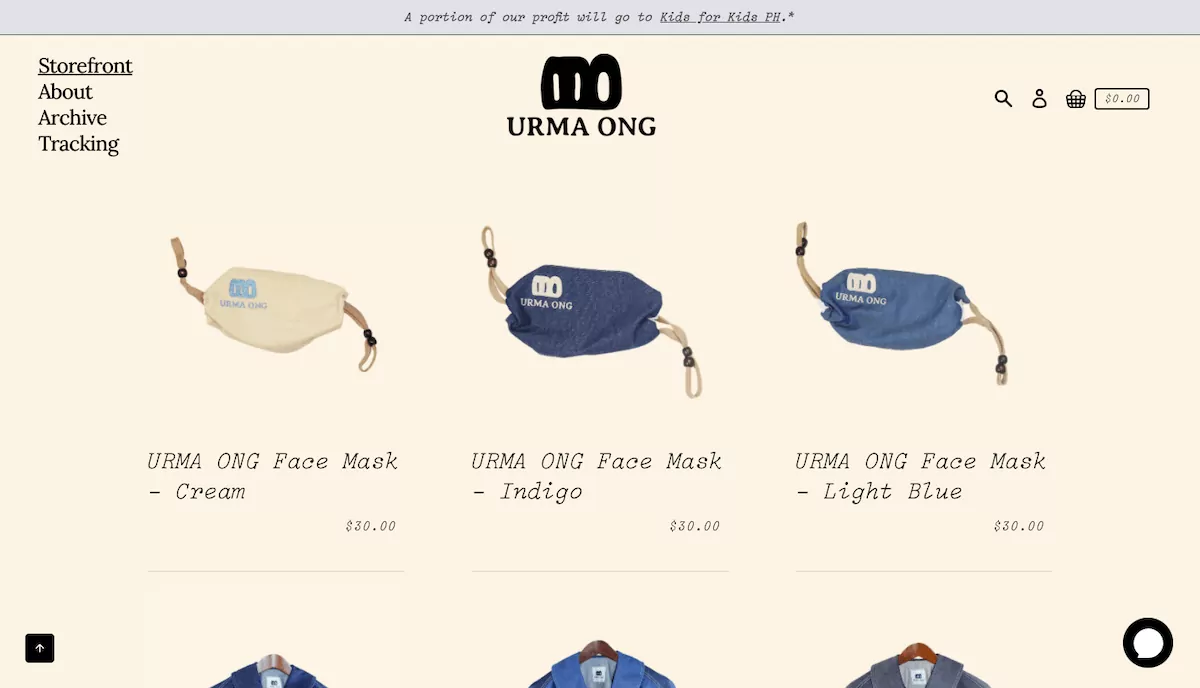 A portion of our profit will go to Kids for Kids PH.*
Storefront
About
Archive
Tracking
URMA ONG
$0.00
URMA ONG
URMA ONG
URMA ONG
URMA ONG Face Mask
– Cream
$30.00
URMA ONG Face Mask
– Indigo
$30.00
URMA ONG Face Mask
– Light Blue
$30.00